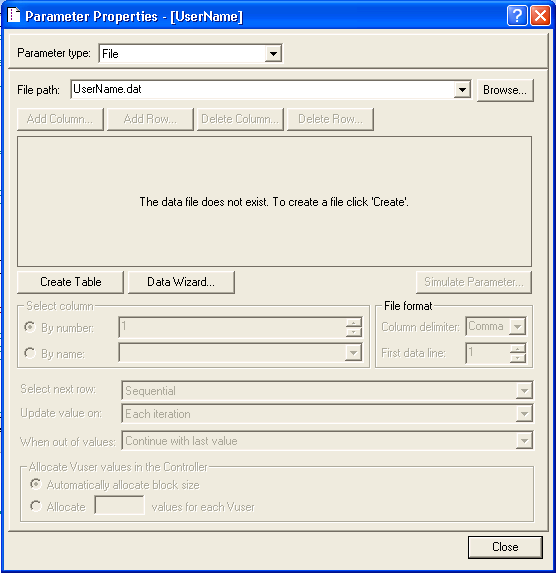 Parameter Properties - [UserName]
Parameter type: File
File path: UserName.dat Browse...
Add Column... Add Row... Delete Column... Delete Row...
The data file does not exist. To create a file click 'Create'.
Create Table Data Wizard... Simulate Parameter...
Select column File format
By number: 1 Column delimiter: Comma
By name: First data line: 1
Select next row: Sequential
Update value on: Each iteration
When out of values: Continue with last value
Allocate Vuser values in the Controller
Automatically allocate block size
Allocate values for each Vuser
Close